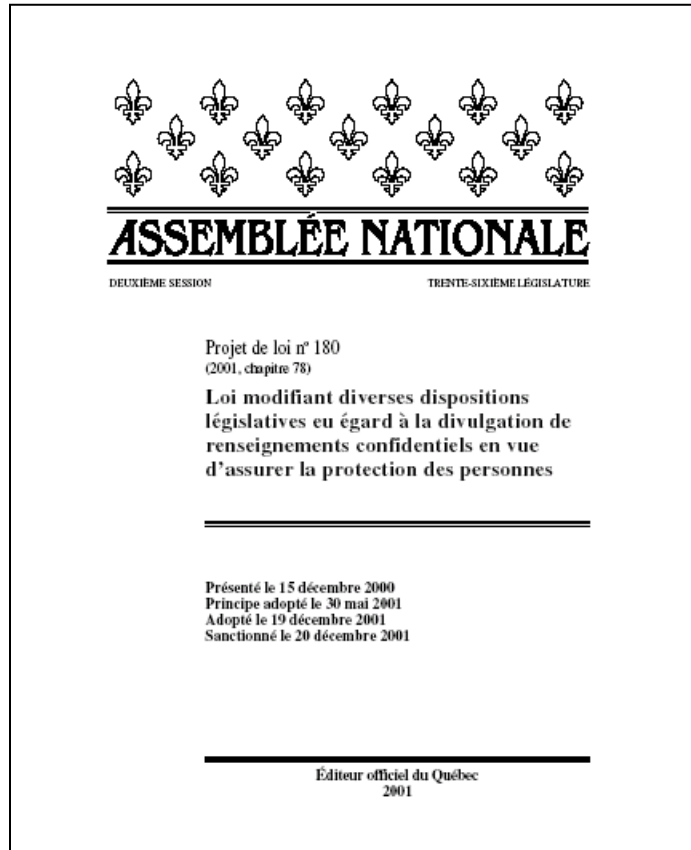 ASSEMBLÉE NATIONALE
DEUXIÈME SESSION TRENTE-SIXIÈME LÉGISLATURE
Projet de loi nº 180
(2001, chapitre 78)
Loi modifiant diverses dispositions
législatives eu égard à la divulgation de
renseignements confidentiels en vue
d’assurer la protection des personnes
Présenté le 15 décembre 2000
Principe adopté le 30 mai 2001
Adopté le 19 décembre 2001
Sanctionné le 20 décembre 2001
Éditeur officiel du Québec
2001